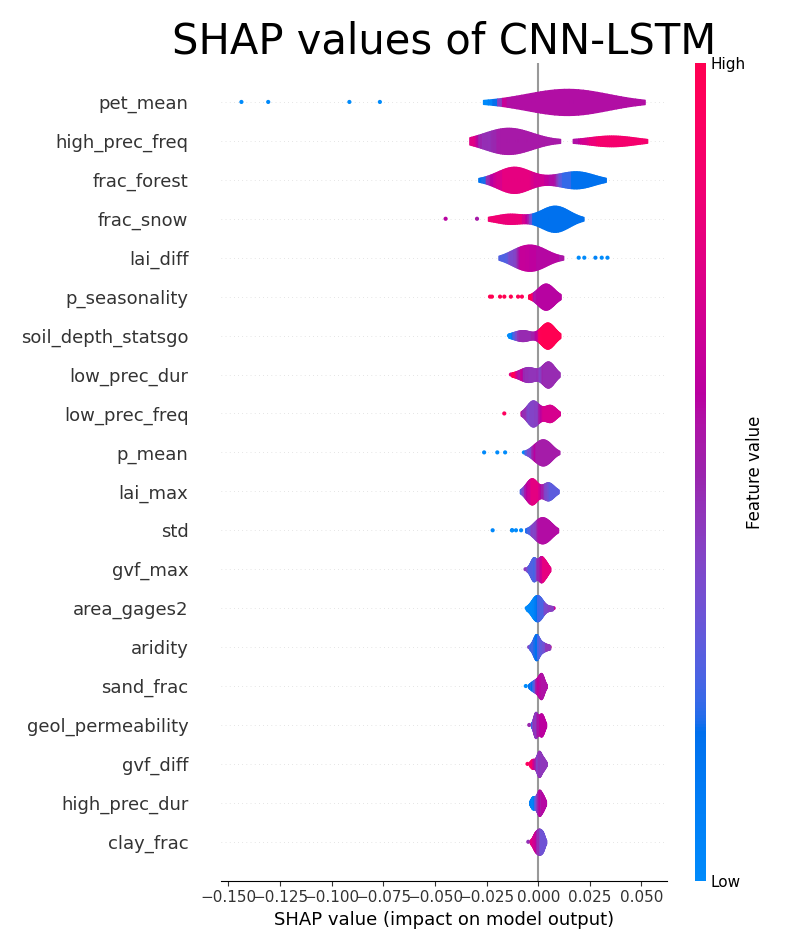 SHAP values of CNN-LSTM
High
pet_mean
high_prec_freq
frac_forest
frac_snow
lai_diff
p_seasonality
soil_depth_statsgo
low_prec_dur
low_prec_freq
p_mean
lai_max
std
gvf_max
area_gages2
aridity
sand_frac
geol_permeability
gvf_diff
high_prec_dur
clay_frac
Feature value
Low
−0.150 −0.125 −0.100 −0.075 −0.050 −0.025 0.000 0.025 0.050
SHAP value (impact on model output)